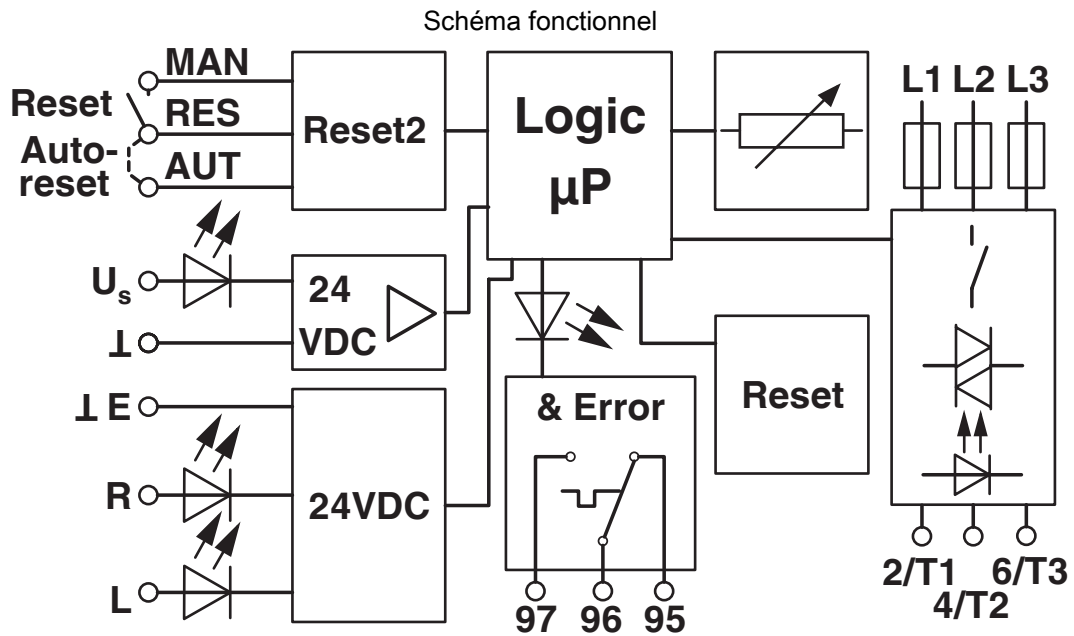 Schéma fonctionnel
MAN
Reset
RES
Auto-
reset
AUT
Reset2
Logic
µP
L1 L2 L3
Us
⊥
24
VDC
⊥ E
R
L
24VDC
& Error
Reset
97 96 95
2/T1 6/T3
4/T2